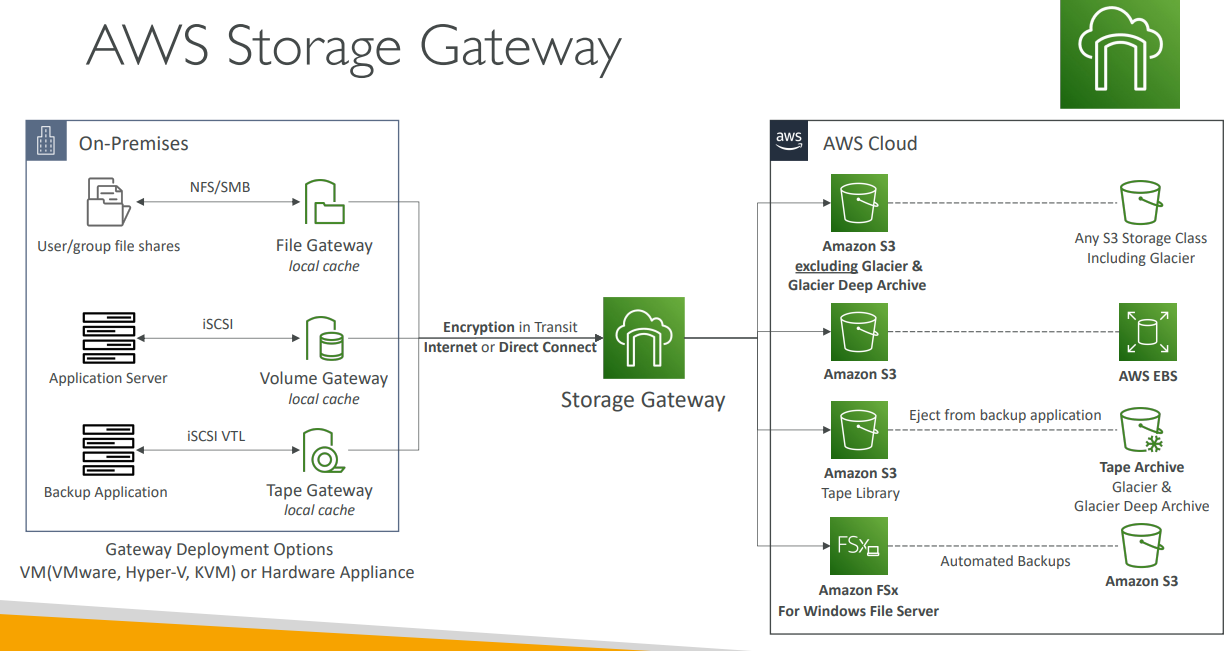 AWS Storage Gateway
On-Premises
NFS/SMB
User/group file shares
File Gateway
local cache
iSCSI
Application Server
Volume Gateway
local cache
iSCSI VTL
Backup Application
Tape Gateway
local cache
Gateway Deployment Options
VM(VMware, Hyper-V, KVM) or Hardware Appliance
Encryption in Transit
Internet or Direct Connect
Storage Gateway
aws
AWS Cloud
Amazon S3
excluding Glacier &
Glacier Deep Archive
Any S3 Storage Class
Including Glacier
Amazon S3
AWS EBS
Amazon S3
Tape Library
Eject from backup application
Tape Archive
Glacier &
Glacier Deep Archive
FSx
Amazon FSx
For Windows File Server
Automated Backups
Amazon S3